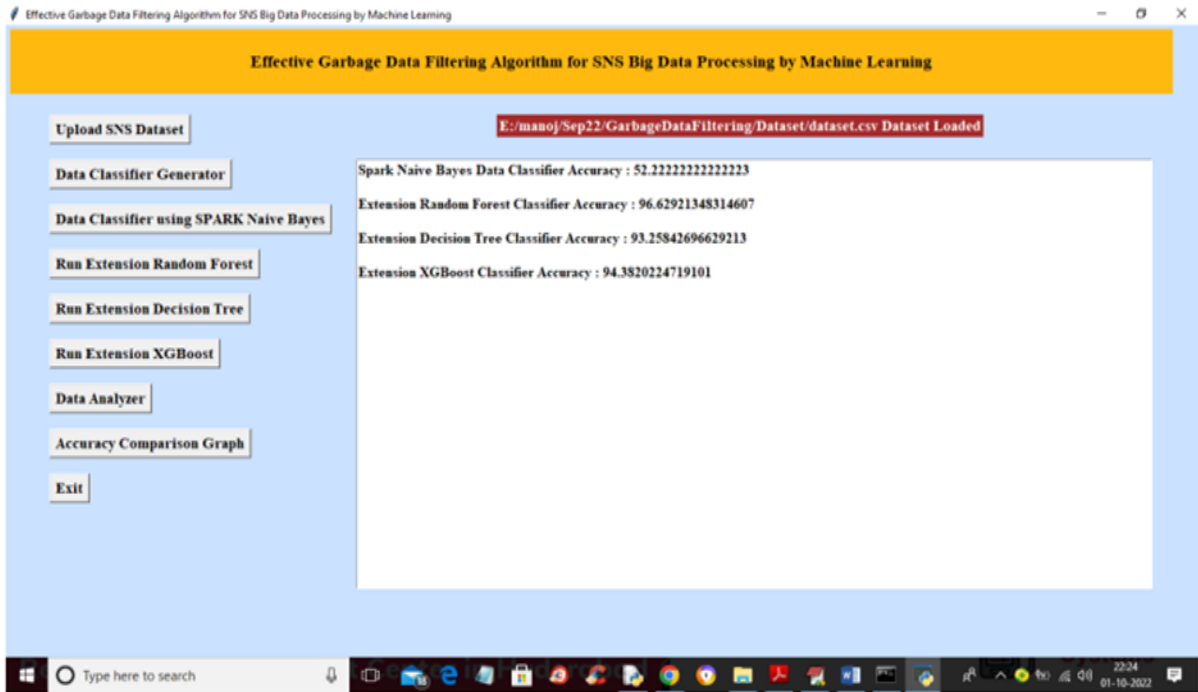 Effective Garbage Data Filtering Algorithm for SNS Big Data Processing by Machine Learning
Effective Garbage Data Filtering Algorithm for SNS Big Data Processing by Machine Learning
Upload SNS Dataset
E:/manoj/Sep22/GarbageDataFiltering/Dataset/dataset.csv Dataset Loaded
Data Classifier Generator
Data Classifier using SPARK Naive Bayes
Run Extension Random Forest
Run Extension Decision Tree
Run Extension XGBoost
Data Analyzer
Accuracy Comparison Graph
Exit
Spark Naive Bayes Data Classifier Accuracy : 52.22222222222223
Extension Random Forest Classifier Accuracy : 96.62921348314607
Extension Decision Tree Classifier Accuracy : 93.25842696629213
Extension XGBoost Classifier Accuracy : 94.3820224719101
Type here to search
22:24
01-10-2022